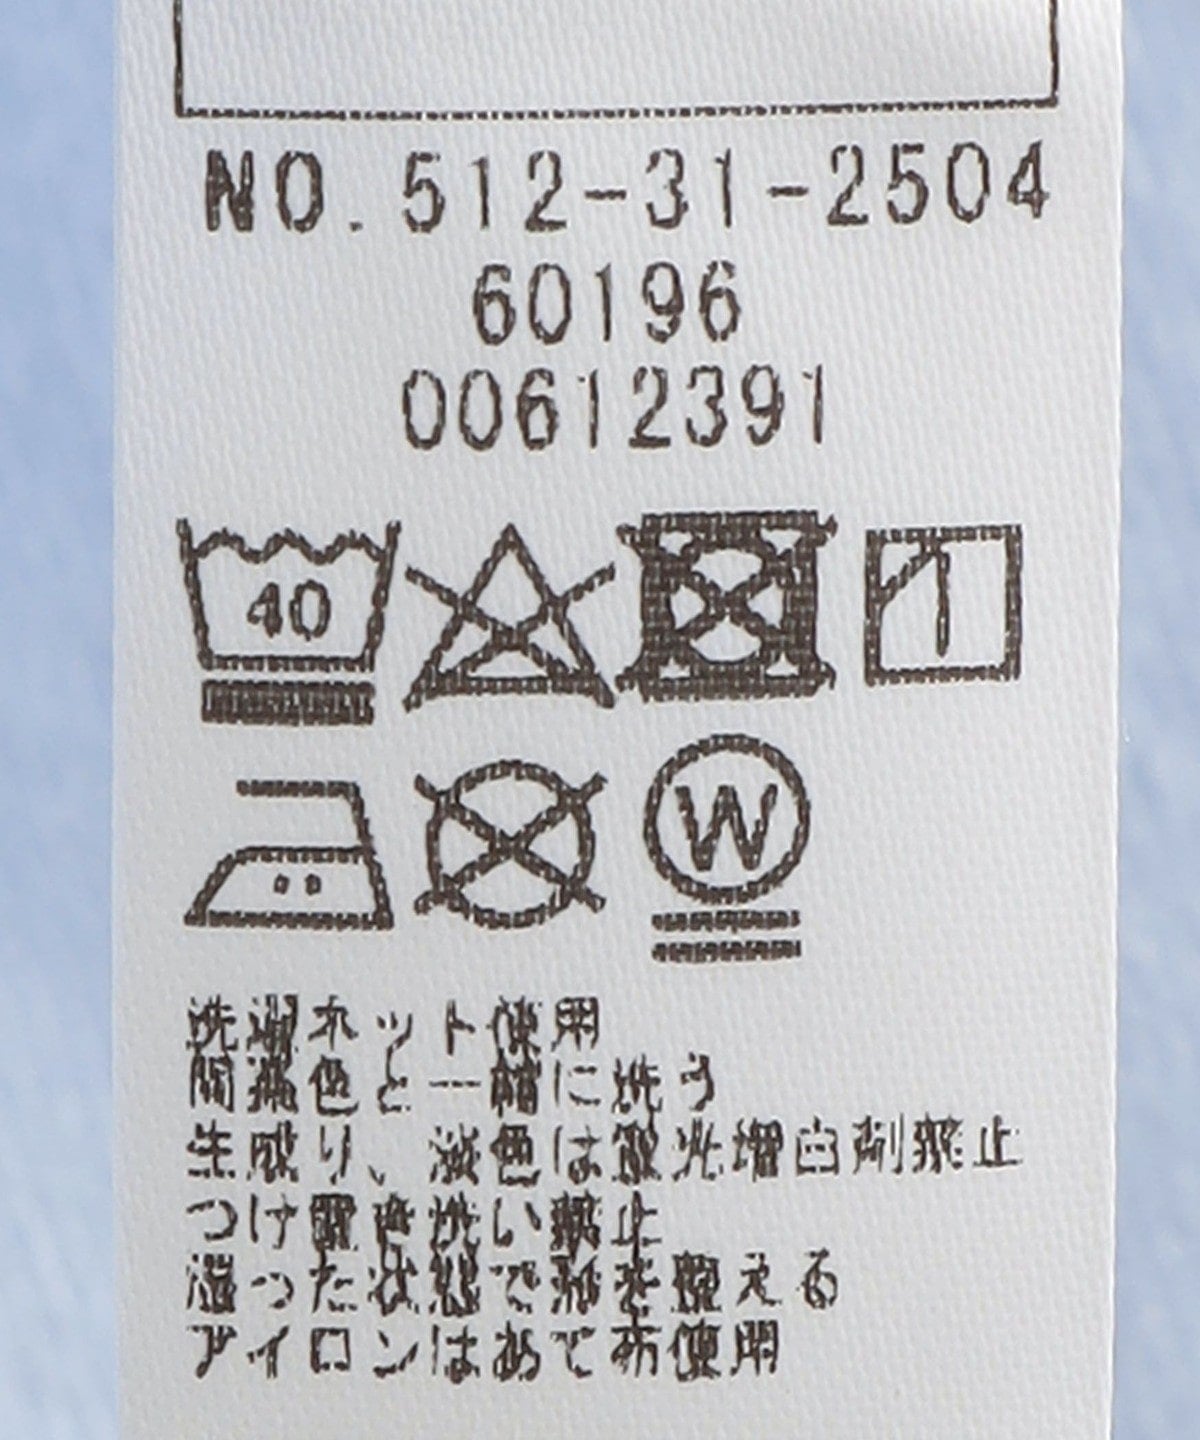 NO.512-31-2504
60196
00612391
40
W
洗濯ネット使用
同系色と一緒に洗う
生成り、淡色は蛍光増白剤禁止
つけ置き洗い禁止
湿った状態で形を整える
アイロンはあて布使用